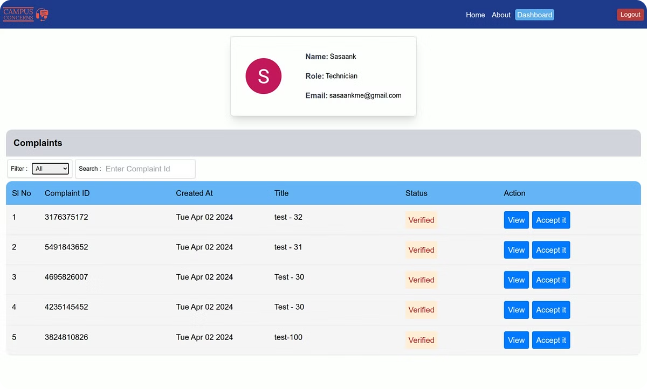 CAMPUS
CONCERNS
Home About Dashboard Logout
S
Name: Sasaank
Role: Technician
Email: sasaankme@gmail.com
Complaints
Filter : All Search : Enter Complaint Id
Sl No Complaint ID Created At Title Status Action
1 3176375172 Tue Apr 02 2024 test - 32 Verified View Accept it
2 5491843652 Tue Apr 02 2024 test - 31 Verified View Accept it
3 4695826007 Tue Apr 02 2024 Test - 30 Verified View Accept it
4 4235145452 Tue Apr 02 2024 Test - 30 Verified View Accept it
5 3824810826 Tue Apr 02 2024 test-100 Verified View Accept it